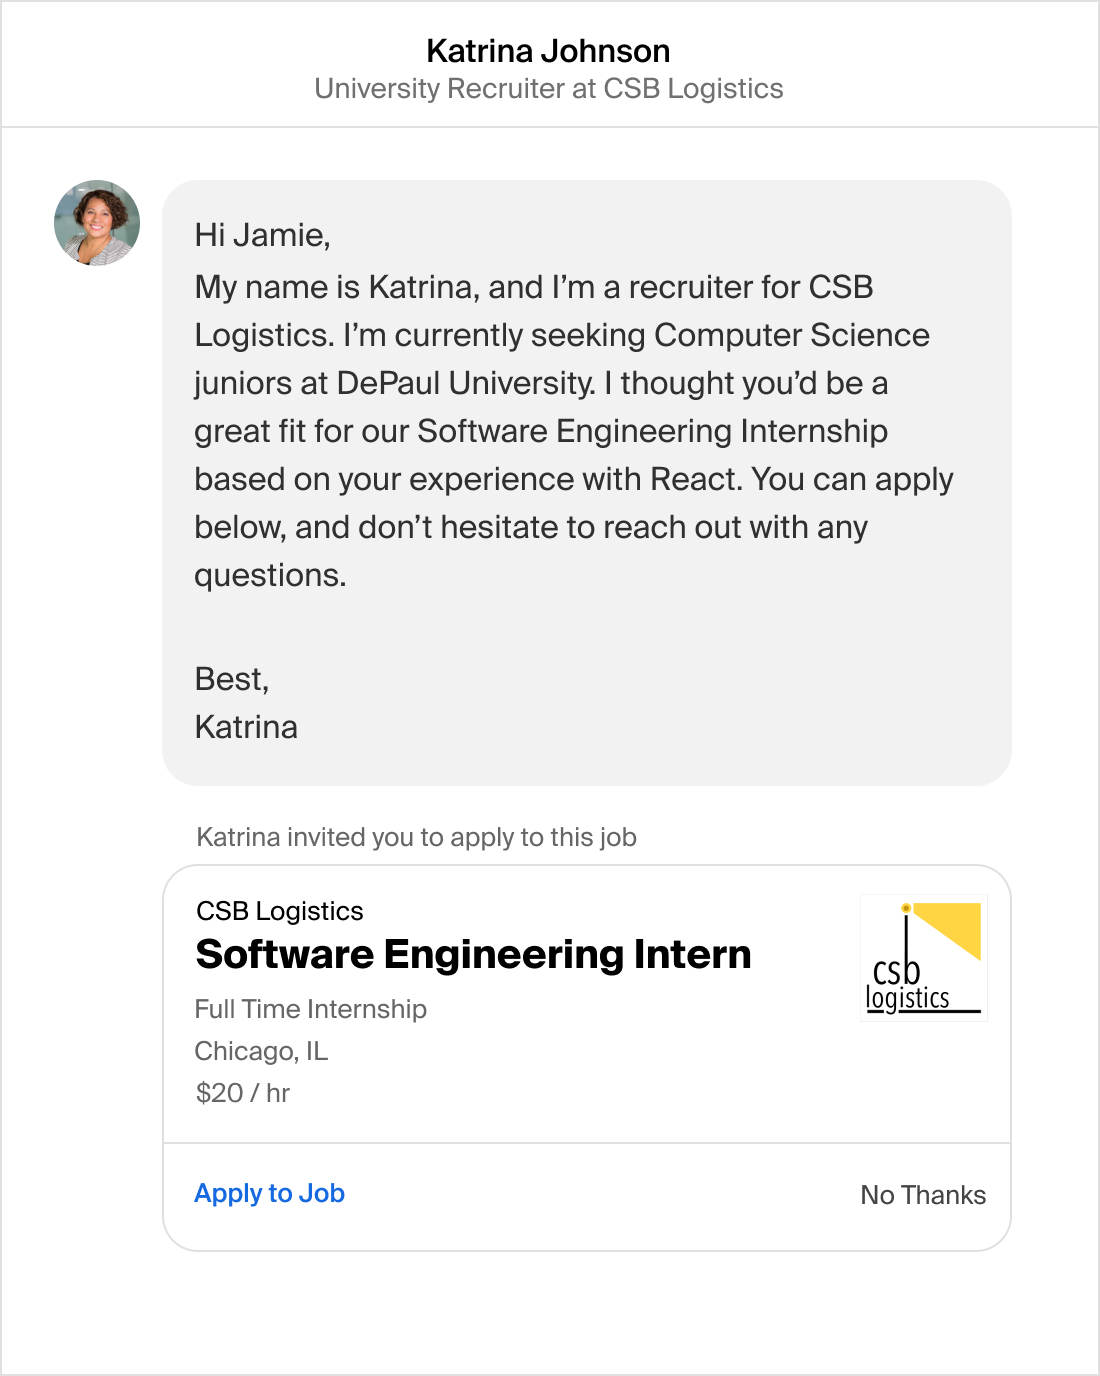 Katrina Johnson
University Recruiter at CSB Logistics
Hi Jamie,
My name is Katrina, and I’m a recruiter for CSB
Logistics. I’m currently seeking Computer Science
juniors at DePaul University. I thought you’d be a
great fit for our Software Engineering Internship
based on your experience with React. You can apply
below, and don’t hesitate to reach out with any
questions.
Best,
Katrina
Katrina invited you to apply to this job
CSB Logistics
Software Engineering Intern
Full Time Internship
Chicago, IL
$20 / hr
csb
logistics
Apply to Job
No Thanks